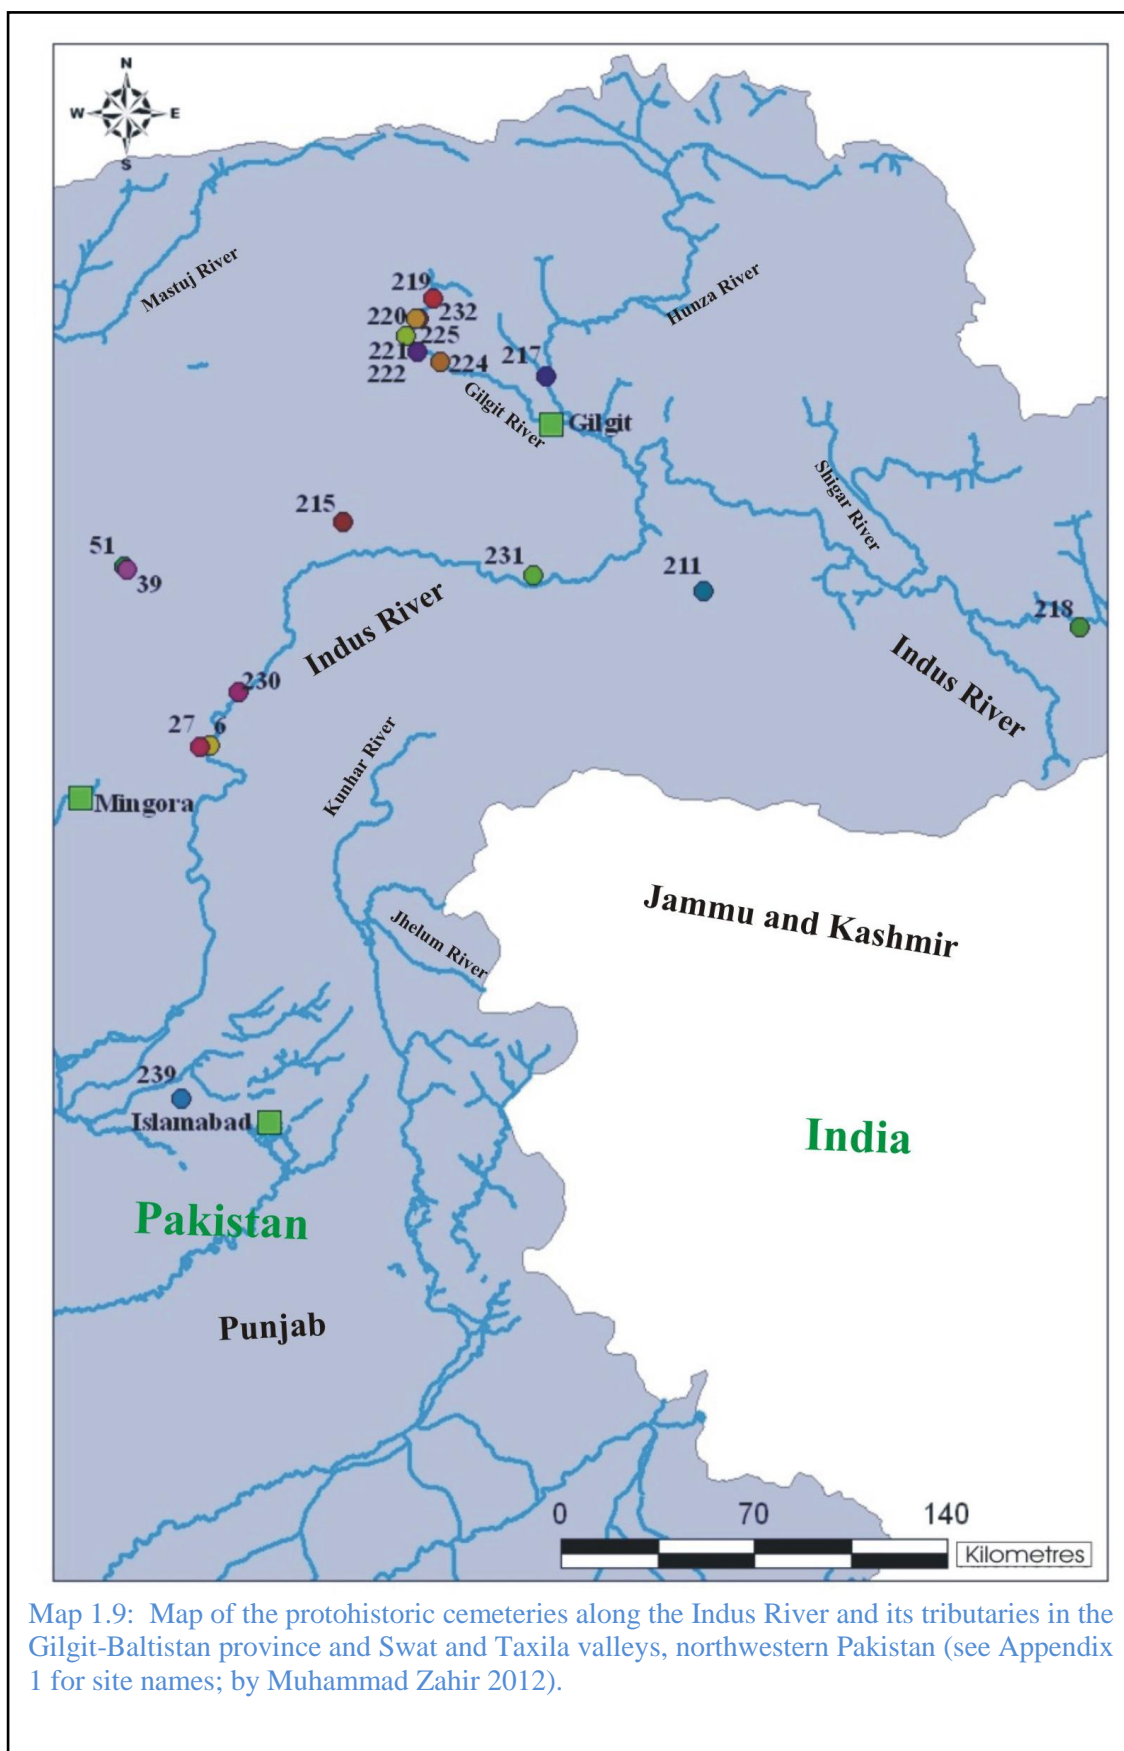 N
W E
S
Mastuj River
Hunza River
219
232
220
225
221
222
224
217
Gilgit River
Gilgit
Shigar River
215
51
39
231
211
218
Indus River
Indus River
230
27 6
Kunhar River
Mingora
Jammu and Kashmir
Jhelum River
239
Islamabad
India
Pakistan
Punjab
0 70 140
Kilometres
Map 1.9: Map of the protohistoric cemeteries along the Indus River and its tributaries in the
Gilgit-Baltistan province and Swat and Taxila valleys, northwestern Pakistan (see Appendix
1 for site names; by Muhammad Zahir 2012).